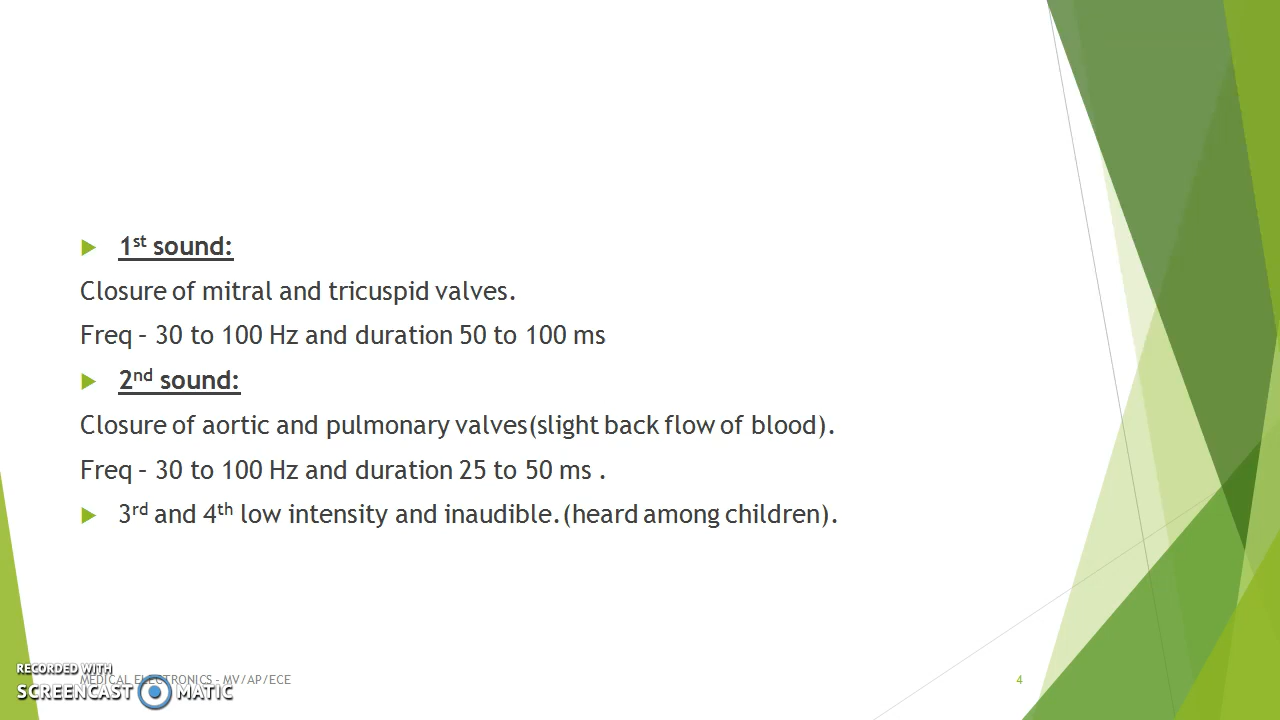 1st sound:
Closure of mitral and tricuspid valves.
Freq – 30 to 100 Hz and duration 50 to 100 ms
2nd sound:
Closure of aortic and pulmonary valves(slight back flow of blood).
Freq – 30 to 100 Hz and duration 25 to 50 ms .
3rd and 4th low intensity and inaudible.(heard among children).
RECORDED WITH
MEDICAL ELECTRONICS - MV/AP/ECE
4
SCREENCAST MATIC